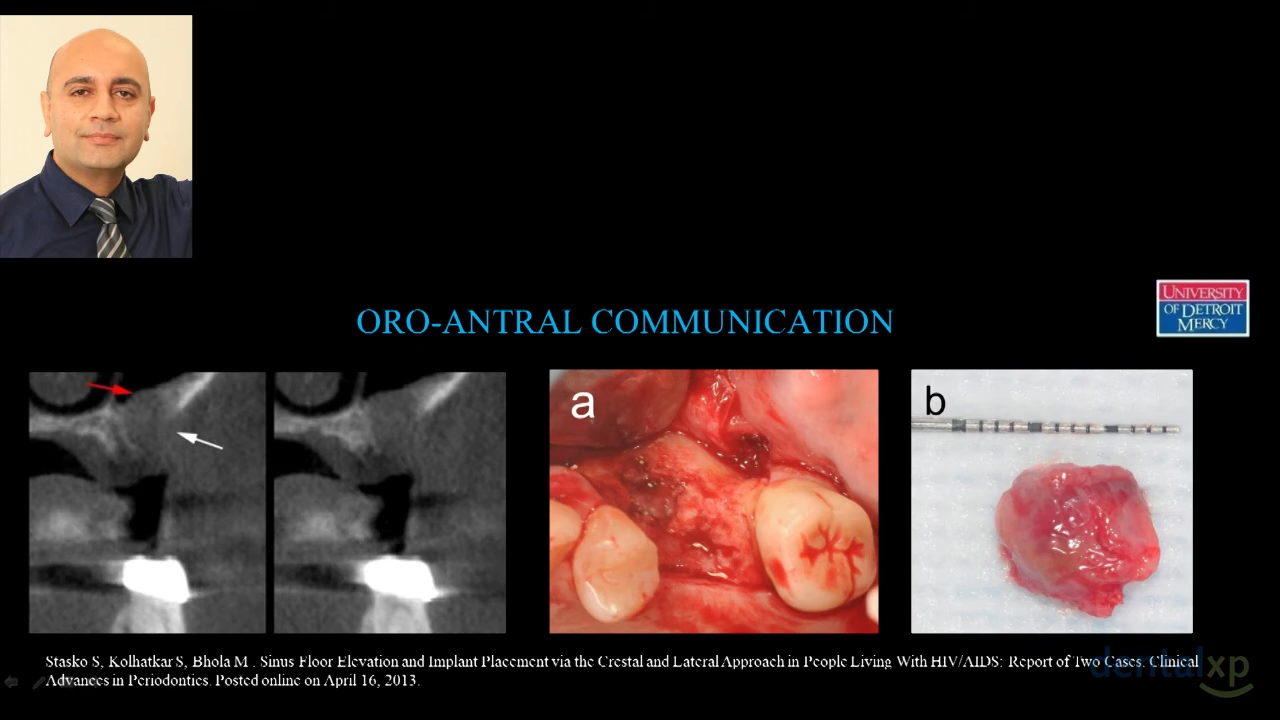 ORO-ANTRAL COMMUNICATION
UNIVERSITY
OF DETROIT
MERCY
a
b
Stasko S, Kolhatkar S, Bhola M . Sinus Floor Elevation and Implant Placement via the Crestal and Lateral Approach in People Living With HIV/AIDS: Report of Two Cases. Clinical
Advances in Periodontics. Posted online on April 16, 2013.
dentalxp